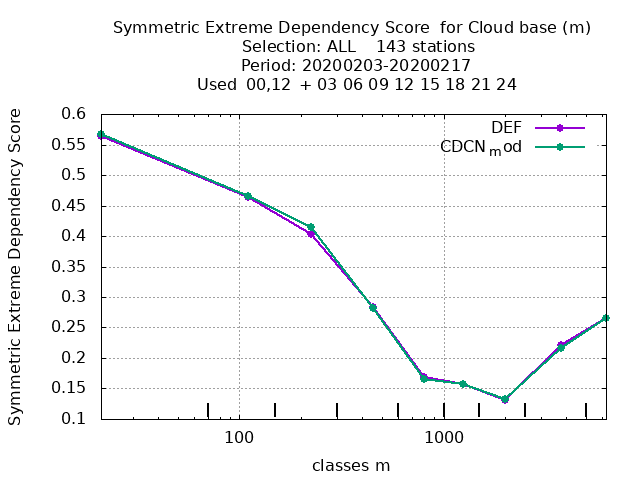 Symmetric Extreme Dependency Score  for Cloud base (m)
Selection: ALL    143 stations
Period: 20200203-20200217
Used  00,12  + 03 06 09 12 15 18 21 24
Symmetric Extreme Dependency Score
0.6
0.55
0.5
0.45
0.4
0.35
0.3
0.25
0.2
0.15
0.1
DEF
CDCNmod
100
1000
classes m